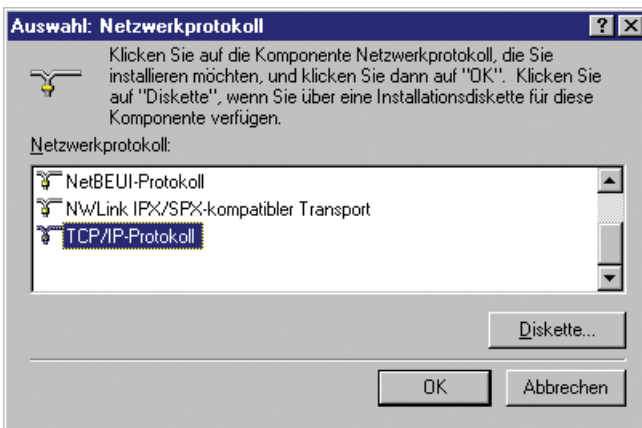 Auswahl: Netzwerkprotokoll
Klicken Sie auf die Komponente Netzwerkprotokoll, die Sie
installieren möchten, und klicken Sie dann auf "OK". Klicken Sie
auf "Diskette", wenn Sie über eine Installationsdiskette für diese
Komponente verfügen.
Netzwerkprotokoll:
NetBEUI-Protokoll
NWLink IPX/SPX-kompatibler Transport
TCP/IP-Protokoll
Diskette...
OK
Abbrechen